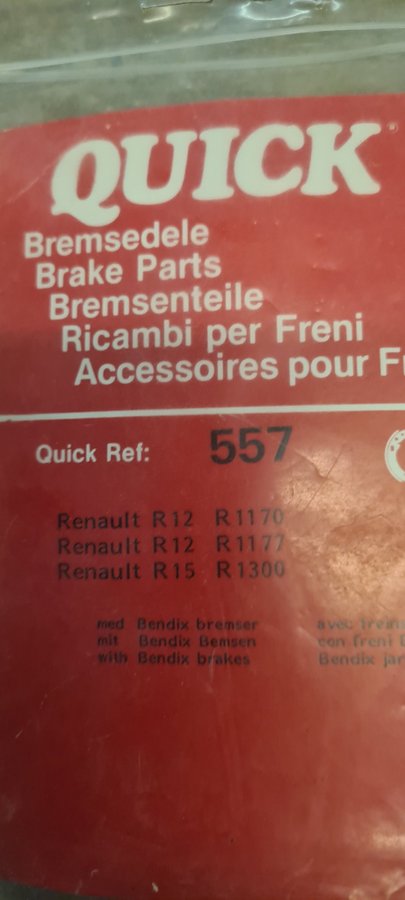 QUICK®
Bremsedele
Brake Parts
Bremsenteile
Ricambi per Freni
Accessoires pour
Quick Ref: 557
Renault R12 R1170
Renault R12 R1177
Renault R15 R1300
med Bendix bremser
mit Bendix Bemsen
with Bendix brakes
avec
con freni
Bendix